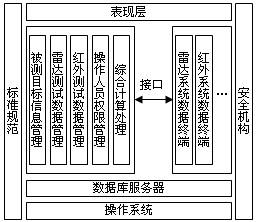 表现层
标准规范
被测目标信息管理
雷达测试数据管理
红外测试数据管理
操作人员权限管理
综合计算处理
接口
雷达系统数据终端
红外系统数据终端
…
安全机构
数据库服务器
操作系统